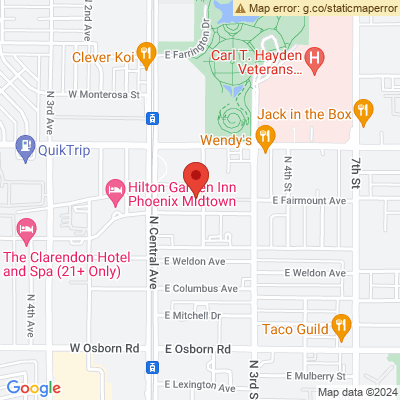 Map error: g.co/staticmaperror
N 2nd Ave
E Farrington Dr
Clever Koi
Carl T. Hayden
Veterans...
W Monterosa St
N 3rd Ave
Jack in the Box
Wendy's
QuikTrip
N 4th St
7th St
Hilton Garden Inn
Phoenix Midtown
E Fairmount Ave
N Central Ave
The Clarendon Hotel
and Spa (21+ Only)
E Weldon Ave
E Weldon Ave
E Columbus Ave
N 4th Ave
E Mitchell Dr
Taco Guild
W Osborn Rd
E Osborn Rd
N 3rd S
E Mulberry St
E Lexington Ave
Google
Map data ©2024